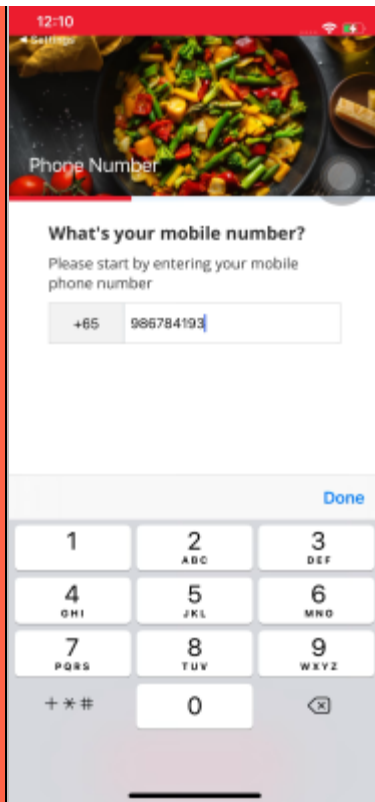 12:10
Settings
Phone Number
What's your mobile number?
Please start by entering your mobile
phone number
+65 986784193
Done
1 2 3
ABC DEF
4 5 6
GHI JKL MNO
7 8 9
PQRS TUV WXYZ
+*# 0